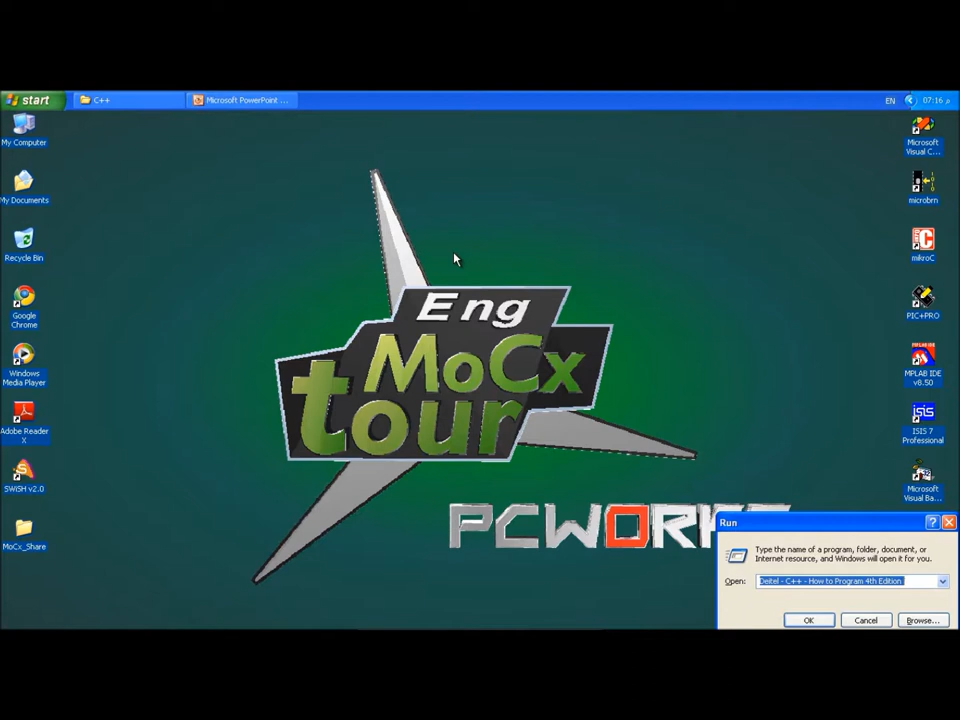 start
C++
Microsoft PowerPoint ...
EN
07:16 م
My Computer
My Documents
Recycle Bin
Google
Chrome
Windows
Media Player
Adobe Reader
X
SWiSH v2.0
MoCx_Share
Microsoft
Visual C...
microbrn
mikroC
PIC+PRO
MPLAB IDE
v8.50
ISIS 7
Professional
Microsoft
Visual Ba...
Eng
MoCx
tour
Run
Type the name of a program, folder, document, or
Internet resource, and Windows will open it for you.
Open:
Deitel - C++ - How to Program 4th Edition
OK
Cancel
Browse...